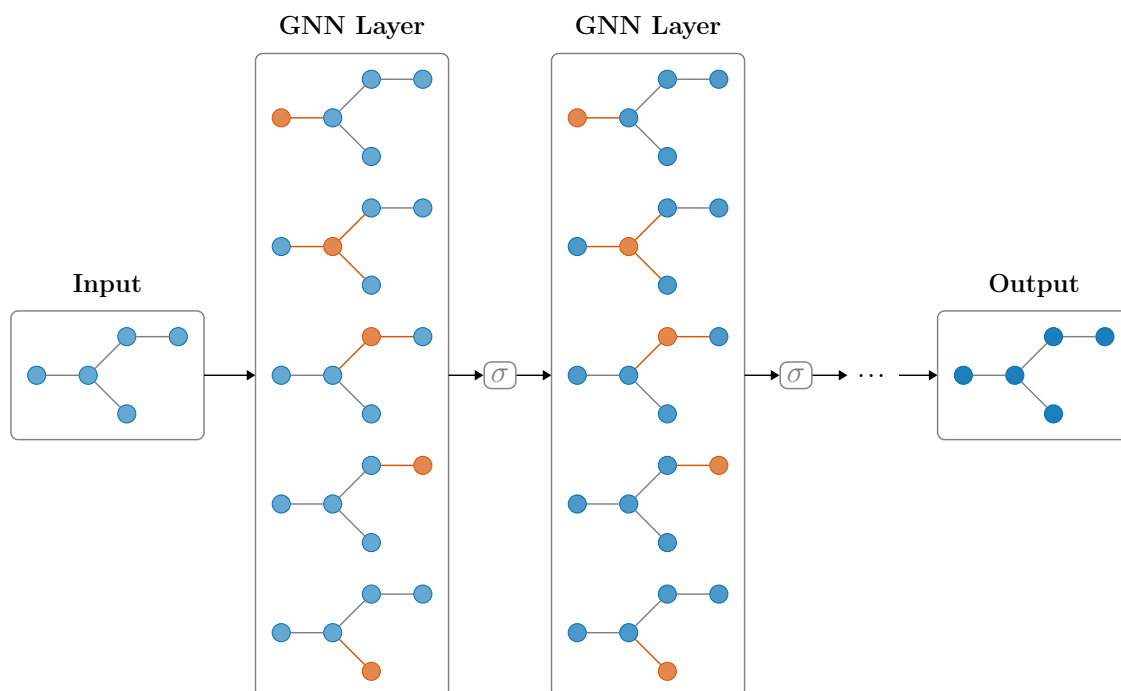 GNN Layer
GNN Layer
Input
Output
σ
σ
...